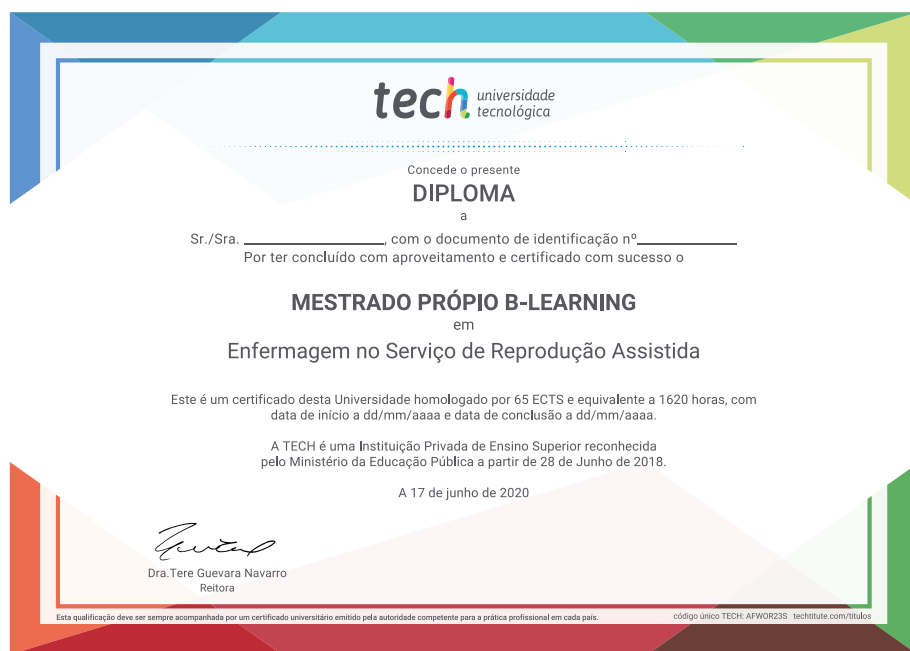 tech universidade
tecnológica
Concede o presente
DIPLOMA
a
Sr./Sra. ____________, com o documento de identificação nº____________
Por ter concluído com aproveitamento e certificado com sucesso o
MESTRADO PRÓPIO B-LEARNING
em
Enfermagem no Serviço de Reprodução Assistida
Este é um certificado desta Universidade homologado por 65 ECTS e equivalente a 1620 horas, com
data de início a dd/mm/aaaa e data de conclusão a dd/mm/aaaa.
A TECH é uma Instituição Privada de Ensino Superior reconhecida
pelo Ministério da Educação Pública a partir de 28 de Junho de 2018.
A 17 de junho de 2020
Dra.Tere Guevara Navarro
Reitora
Esta qualificação deve ser sempre acompanhada por um certificado universitário emitido pela autoridade competente para a prática profissional em cada país.
código único TECH: AFWOR23S techtitute.com/titulos